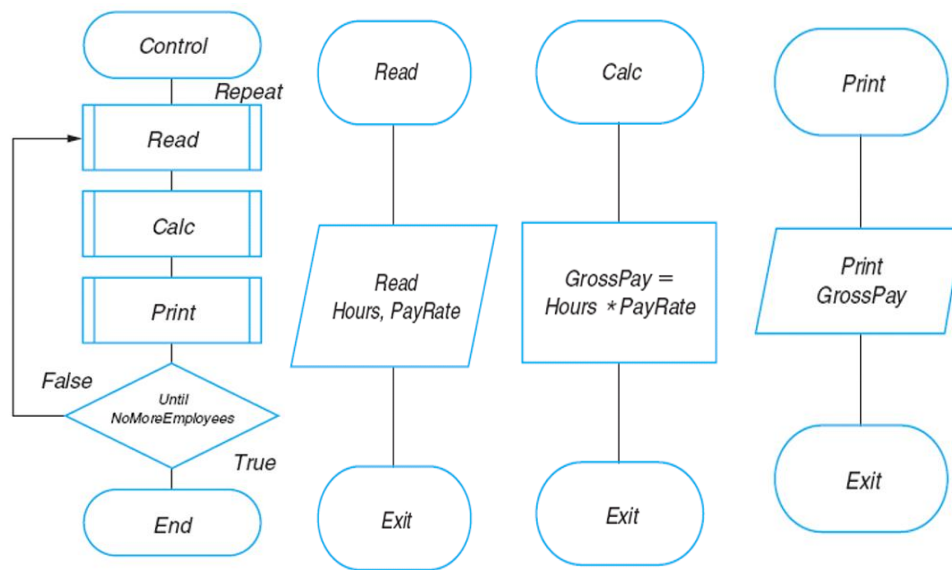 Control
Repeat
Read
Calc
Print
False
Until
NoMoreEmployees
True
End
Read
Read
Hours, PayRate
Exit
Calc
GrossPay =
Hours * PayRate
Exit
Print
Print
GrossPay
Exit